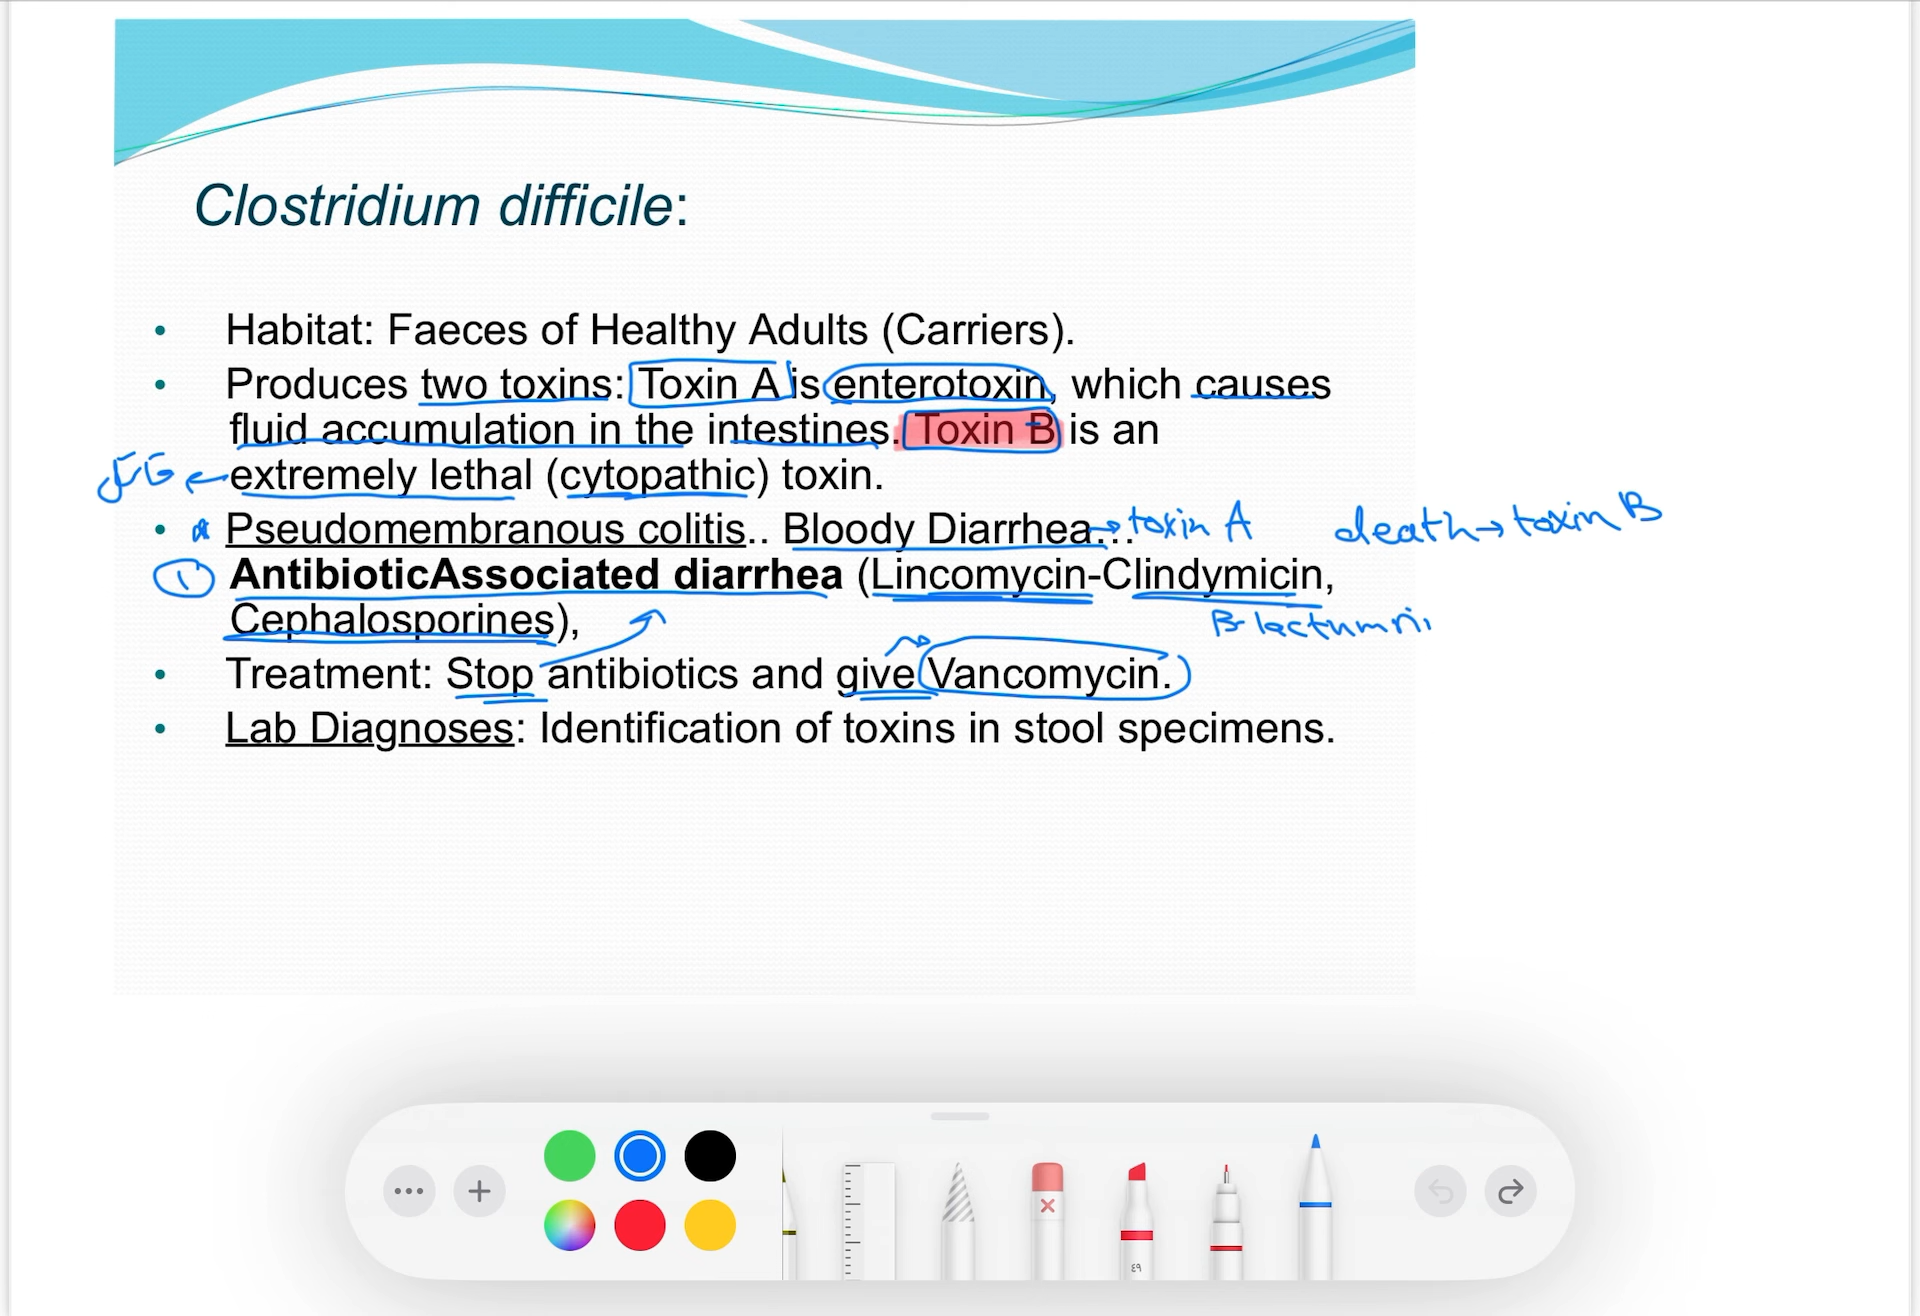 Clostridium difficile:
• Habitat: Faeces of Healthy Adults (Carriers).
• Produces two toxins: Toxin A is enterotoxin, which causes
fluid accumulation in the intestines. Toxin B is an
extremely lethal (cytopathic) toxin.
• Pseudomembranous colitis.. Bloody Diarrhea... → toxin A death → toxin B
1 AntibioticAssociated diarrhea (Lincomycin-Clindymicin,
Cephalosporines),
• Treatment: Stop antibiotics and give Vancomycin.
• Lab Diagnoses: Identification of toxins in stool specimens.
٤٩